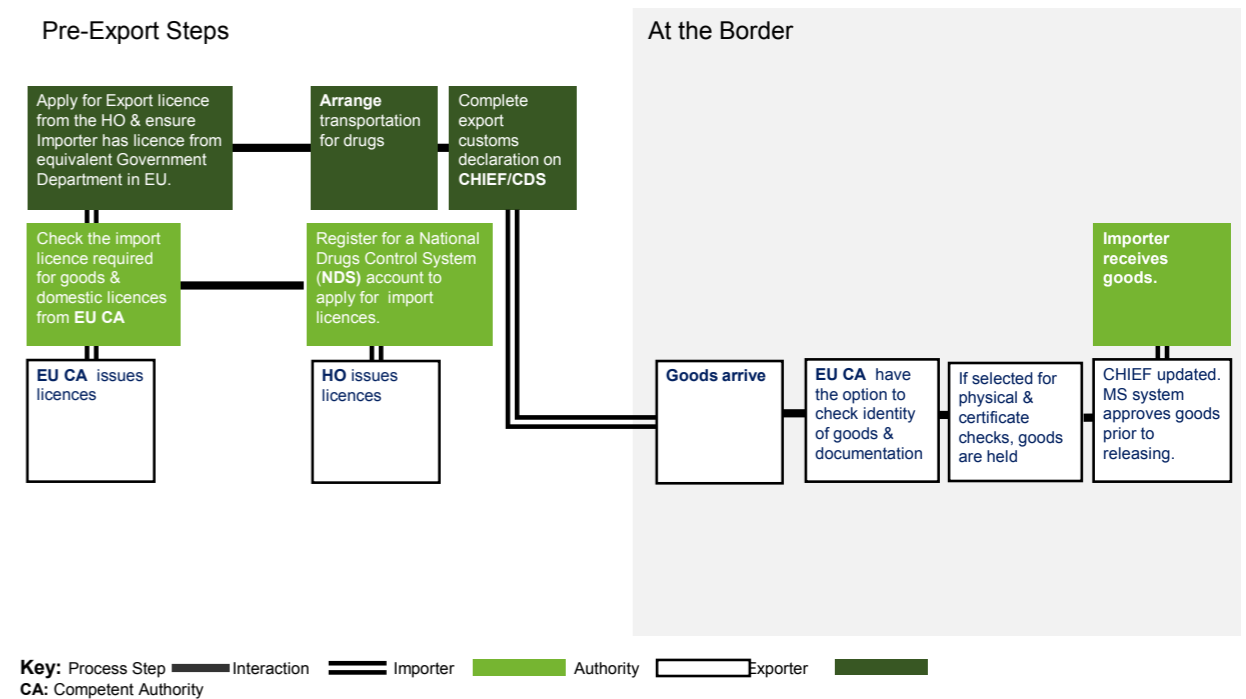 Pre-Export Steps
At the Border
Apply for Export licence
from the HO & ensure
Importer has licence from
equivalent Government
Department in EU.
Arrange
transportation
for drugs
Complete
export
customs
declaration on
CHIEF/CDS
Check the import
licence required
for goods &
domestic licences
from EU CA
Register for a National
Drugs Control System
(NDS) account to
apply for import
licences.
Importer
receives
goods.
EU CA issues
licences
HO issues
licences
Goods arrive
EU CA have
the option to
check identity
of goods &
documentation
If selected for
physical &
certificate
checks, goods
are held
CHIEF updated.
MS system
approves goods
prior to
releasing.
Key: Process Step Interaction Importer Authority Exporter
CA: Competent Authority